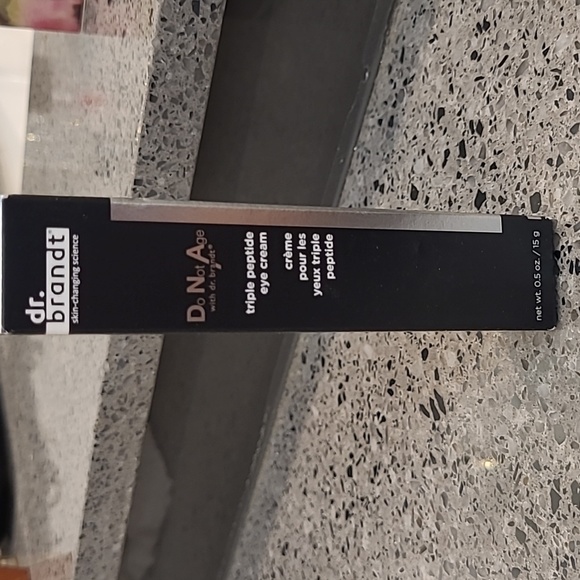 dr.
brandt®
skin-changing science
Do Not Age
with dr. brandt®
triple peptide
eye cream
crème
pour les
yeux triple
peptide
net wt. 0.5 oz. / 15 g